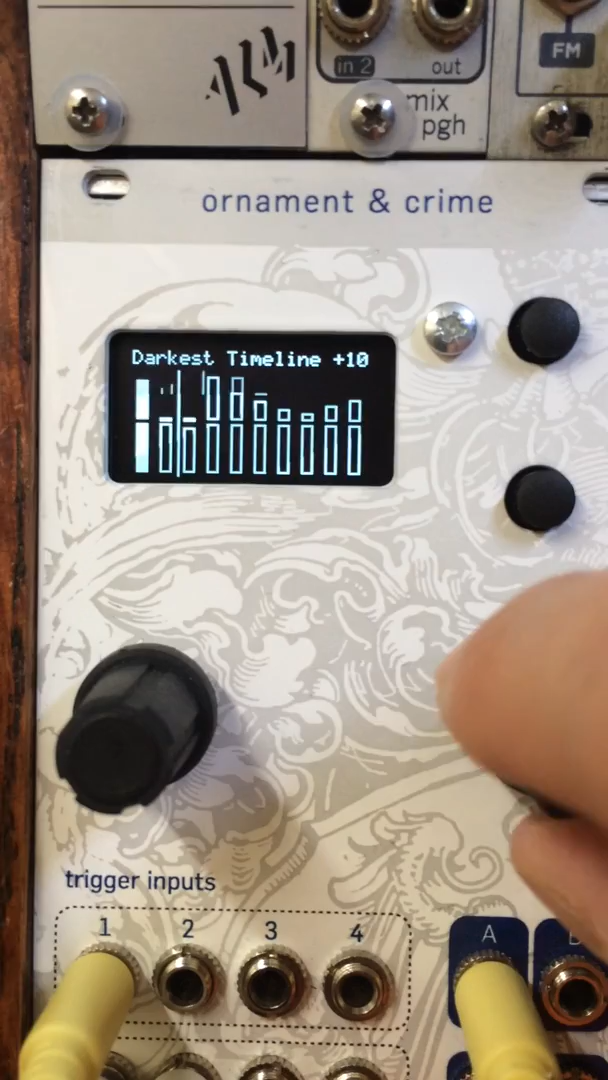 in 2
out
FM
mix
pgh
ornament & crime
Darkest Timeline +10
trigger inputs
1
2
3
4
A